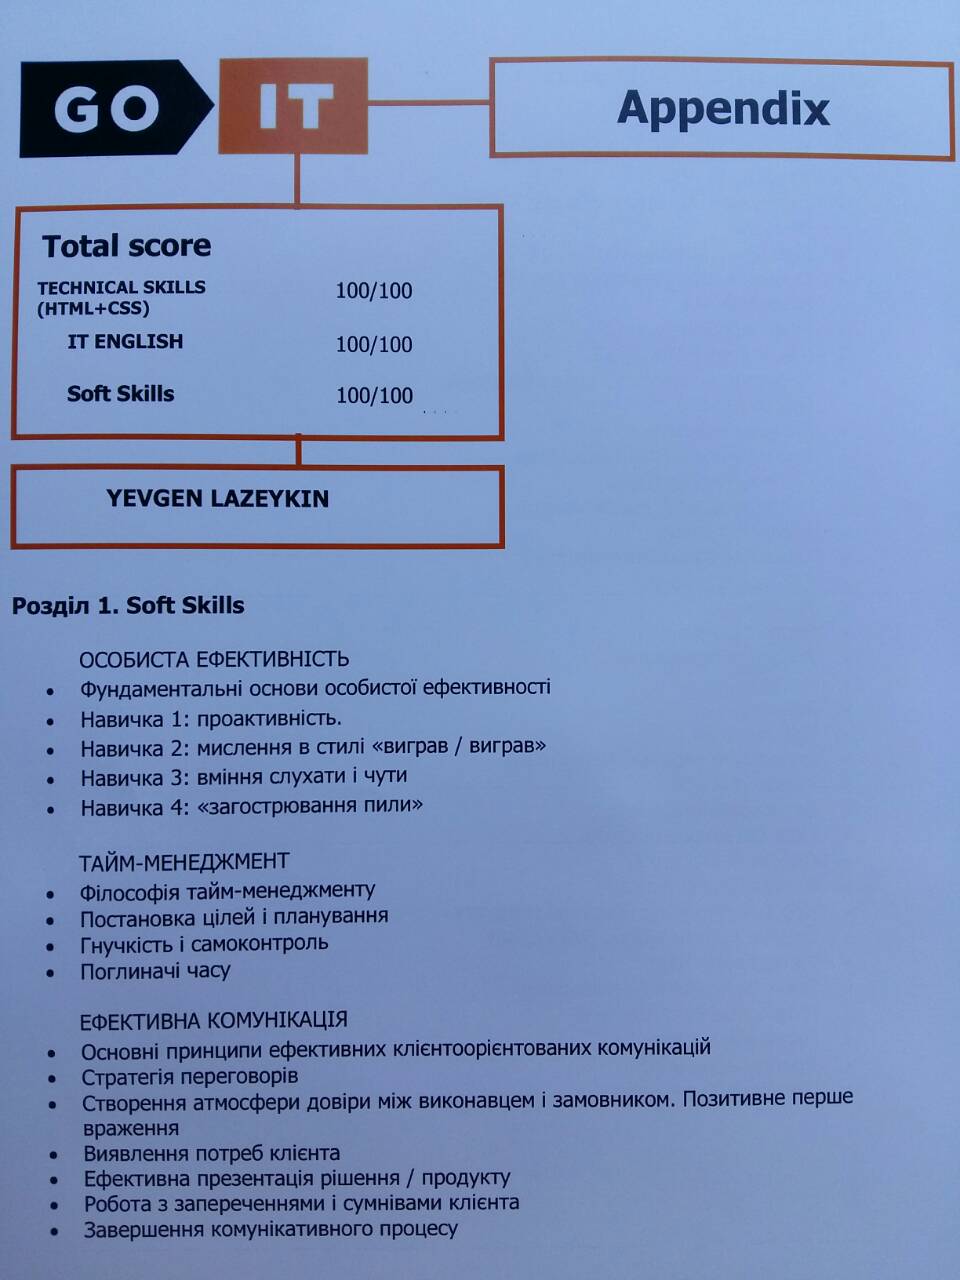 GO IT
Appendix
Total score
TECHNICAL SKILLS 100/100
(HTML+CSS)
IT ENGLISH 100/100
Soft Skills 100/100
YEVGEN LAZEYKIN
Розділ 1. Soft Skills
ОСОБИСТА ЕФЕКТИВНІСТЬ
• Фундаментальні основи особистої ефективності
• Навичка 1: проактивність.
• Навичка 2: мислення в стилі «виграв / виграв»
• Навичка 3: вміння слухати і чути
• Навичка 4: «загострювання пили»
ТАЙМ-МЕНЕДЖМЕНТ
• Філософія тайм-менеджменту
• Постановка цілей і планування
• Гнучкість і самоконтроль
• Поглиначі часу
ЕФЕКТИВНА КОМУНІКАЦІЯ
• Основні принципи ефективних клієнтоорієнтованих комунікацій
• Стратегія переговорів
• Створення атмосфери довіри між виконавцем і замовником. Позитивне перше
враження
• Виявлення потреб клієнта
• Ефективна презентація рішення / продукту
• Робота з запереченнями і сумнівами клієнта
• Завершення комунікативного процесу